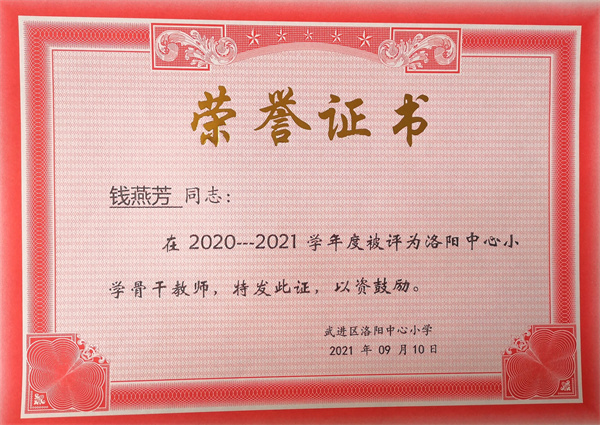 荣誉证书
钱燕芳 同志：
在 2020---2021 学年度被评为洛阳中心小
学骨干教师，特发此证，以资鼓励。
武进区洛阳中心小学
2021 年 09 月 10 日